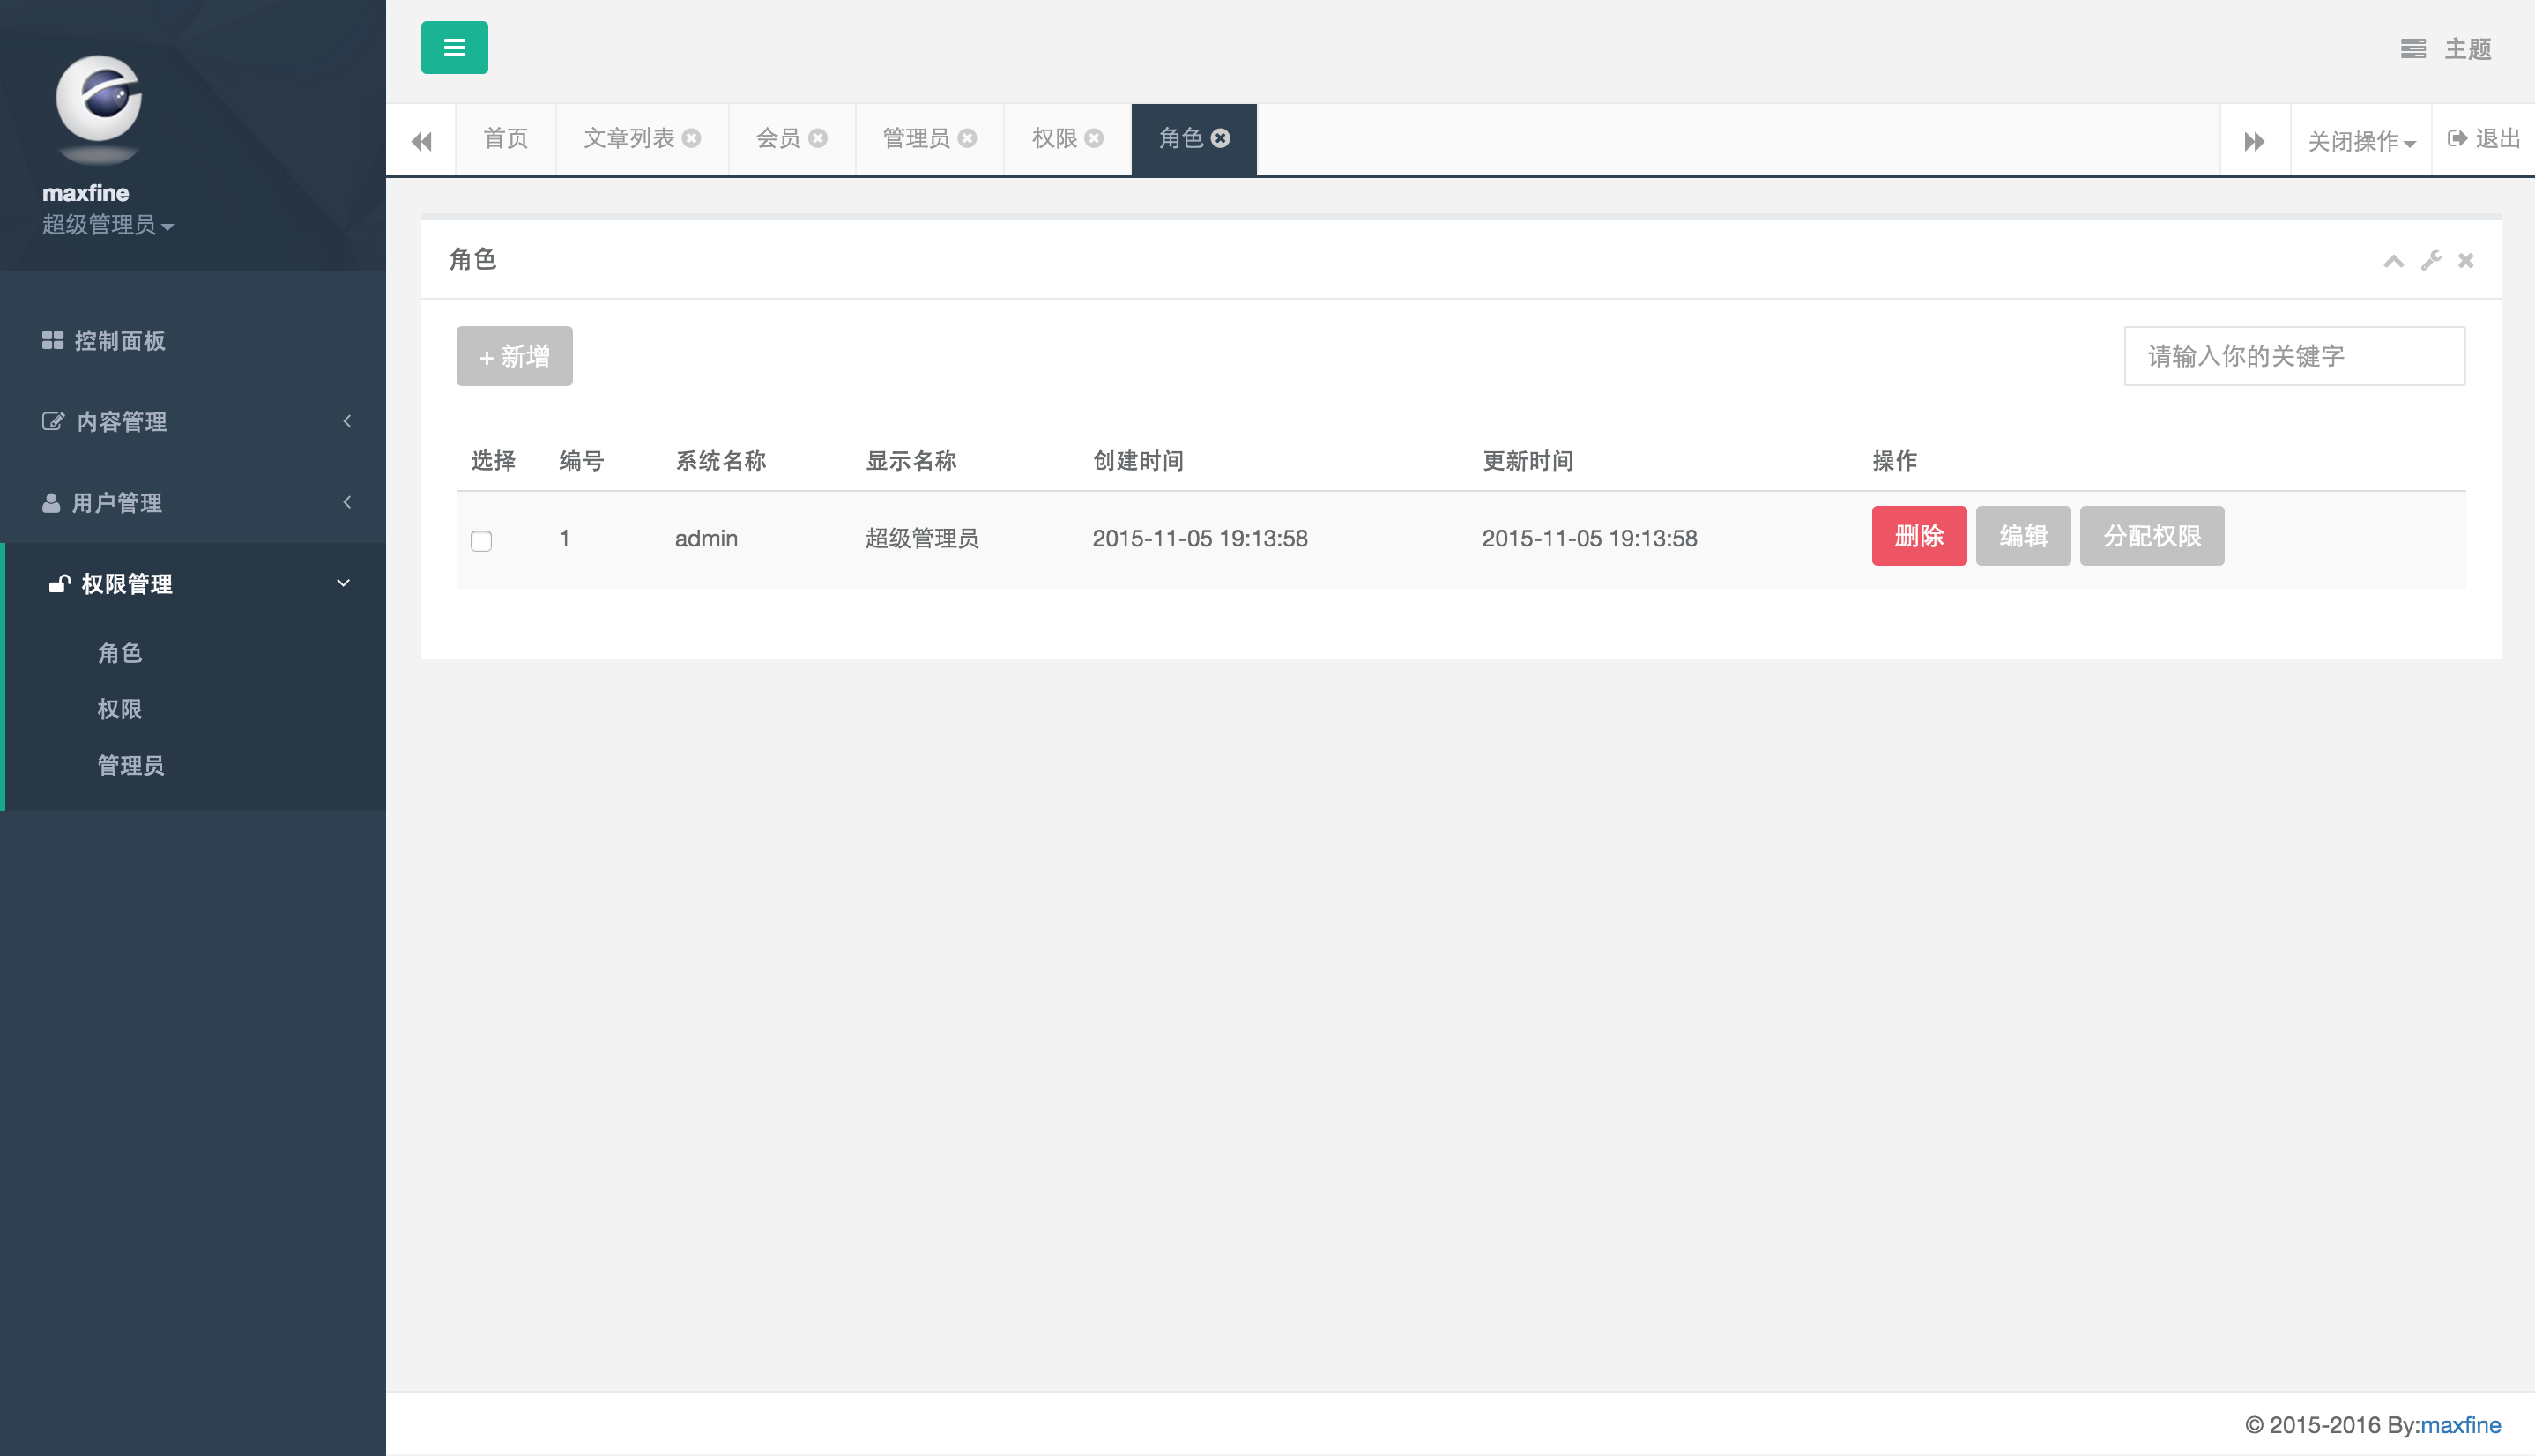 maxfine
超级管理员
控制面板
内容管理
用户管理
权限管理
角色
权限
管理员
主题
首页 文章列表 会员 管理员 权限 角色 关闭操作 退出
角色
+ 新增
请输入你的关键字
选择 编号 系统名称 显示名称 创建时间 更新时间 操作
1 admin 超级管理员 2015-11-05 19:13:58 2015-11-05 19:13:58 删除 编辑 分配权限
© 2015-2016 By:maxfine